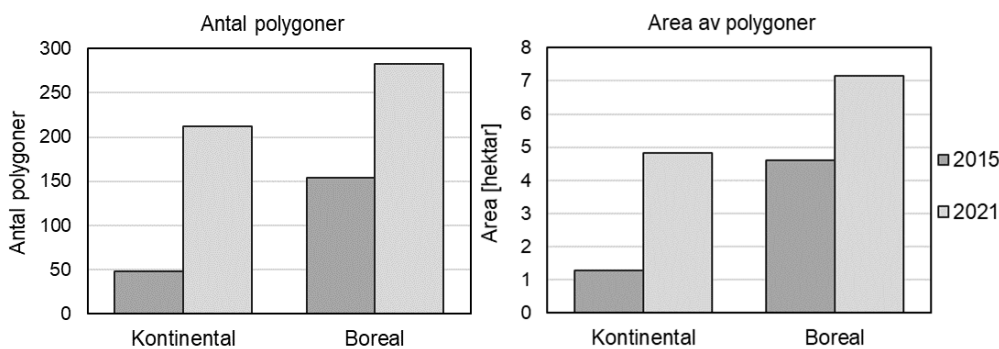 Antal polygoner
Antal polygoner
300
250
200
150
100
50
0
Kontinental
Boreal
Area av polygoner
Area [hektar]
8
7
6
5
4
3
2
1
0
Kontinental
Boreal
2015
2021